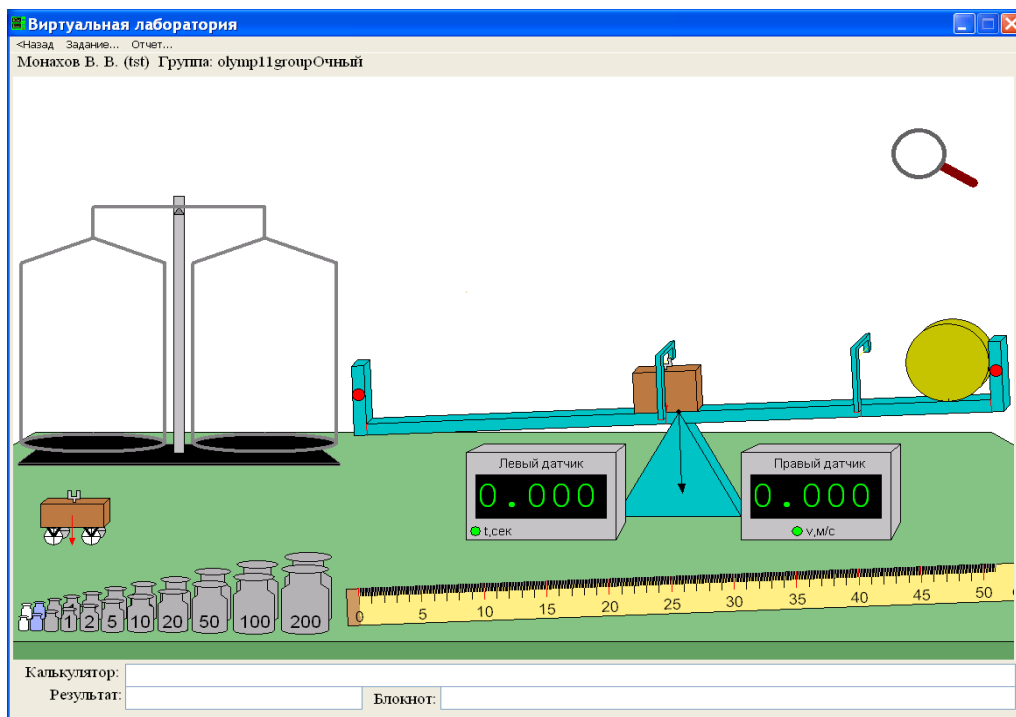 Виртуальная лаборатория
<Назад Задание... Отчет...
Монахов В. В. (tst) Группа: olymp11groupОчный
Левый датчик Правый датчик
0.000 0.000
t,сек v,м/с
1 2 5 10 20 50 100 200
0 5 10 15 20 25 30 35 40 45 50
Калькулятор:
Результат: Блокнот: